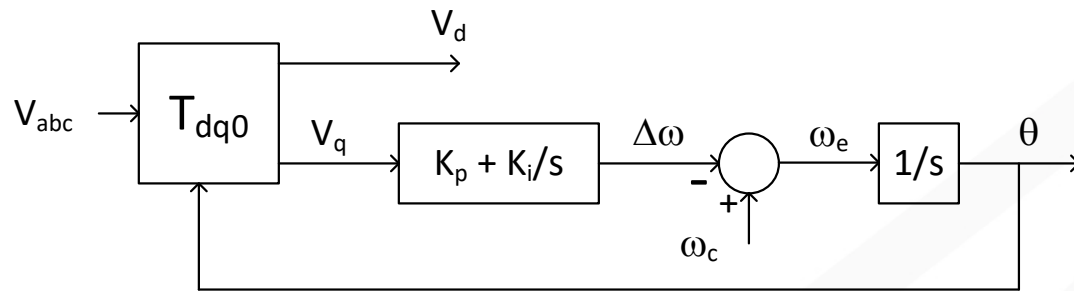 V_d
V_abc
T_dq0
V_q
K_p + K_i/s
Δω
-
+
ω_c
ω_e
1/s
θ